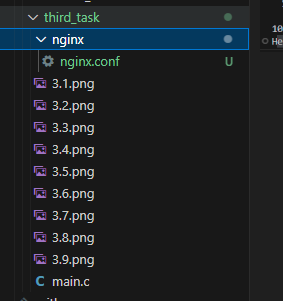 third_task
nginx
nginx.conf U
3.1.png
3.2.png
3.3.png
3.4.png
3.5.png
3.6.png
3.7.png
3.8.png
3.9.png
C main.c
10